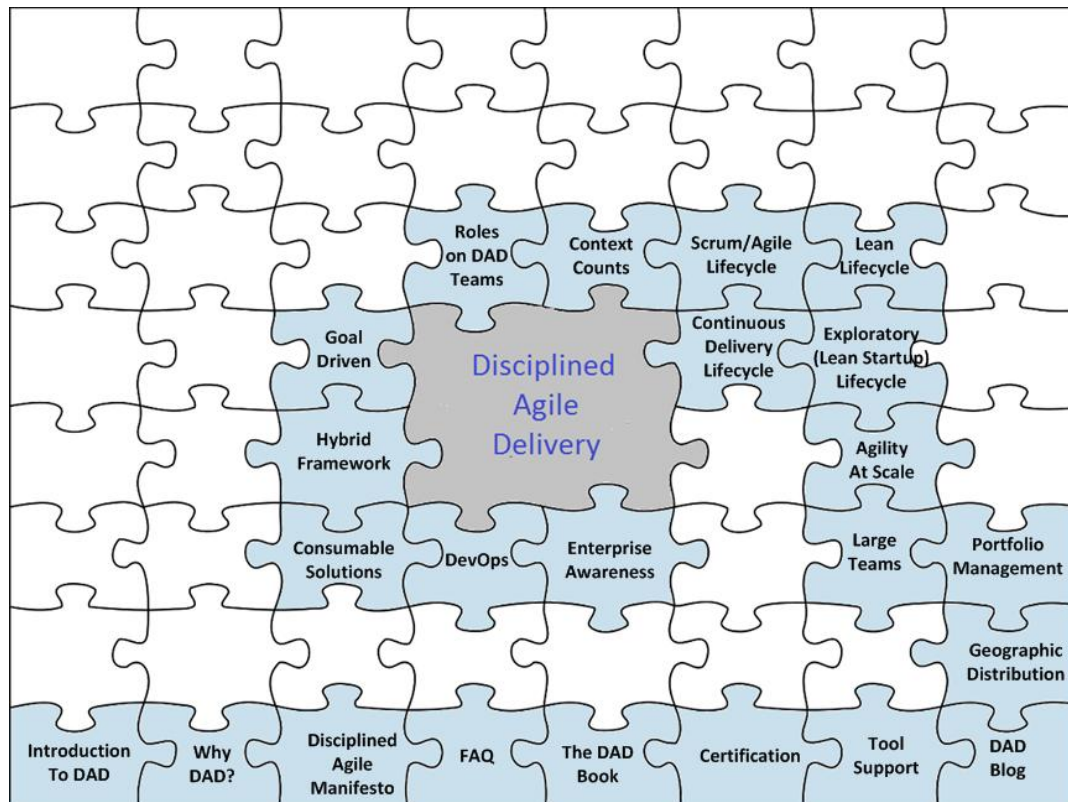 Roles
on DAD
Teams
Context
Counts
Scrum/Agile
Lifecycle
Lean
Lifecycle
Goal
Driven
Disciplined
Agile
Delivery
Continuous
Delivery
Lifecycle
Exploratory
(Lean Startup)
Lifecycle
Hybrid
Framework
Agility
At Scale
Consumable
Solutions
DevOps
Enterprise
Awareness
Large
Teams
Portfolio
Management
Geographic
Distribution
Introduction
To DAD
Why
DAD?
Disciplined
Agile
Manifesto
FAQ
The DAD
Book
Certification
Tool
Support
DAD
Blog